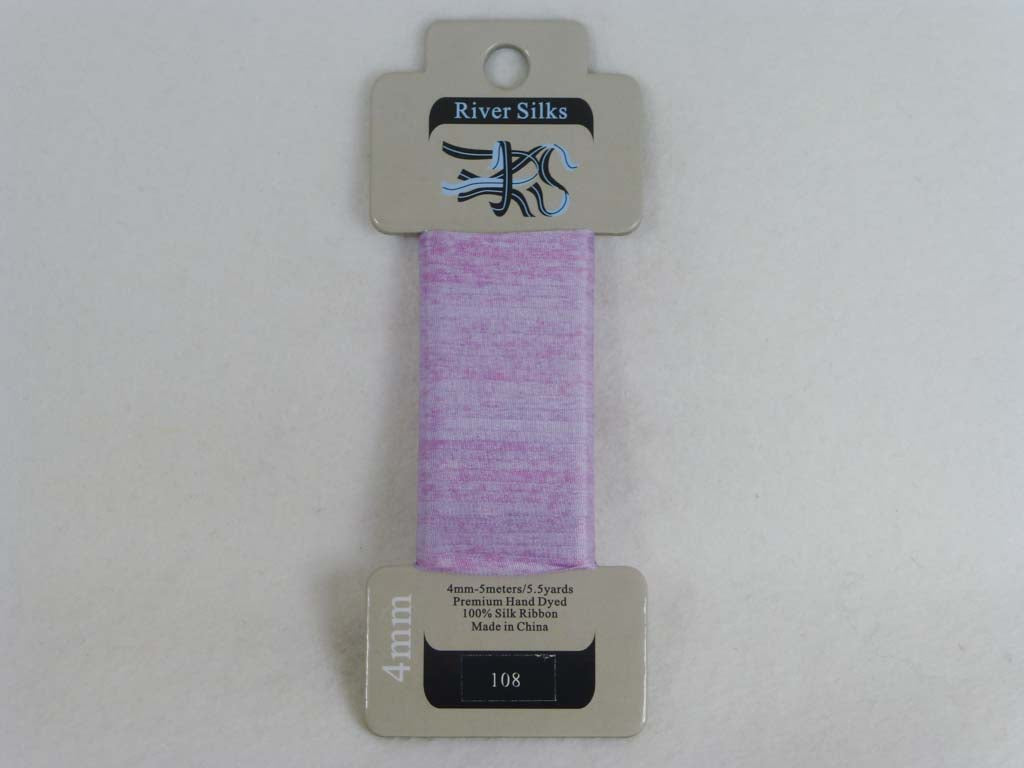 River Silks
RS
4mm-5meters/5.5yards
Premium Hand Dyed
100% Silk Ribbon
Made in China
4mm
108